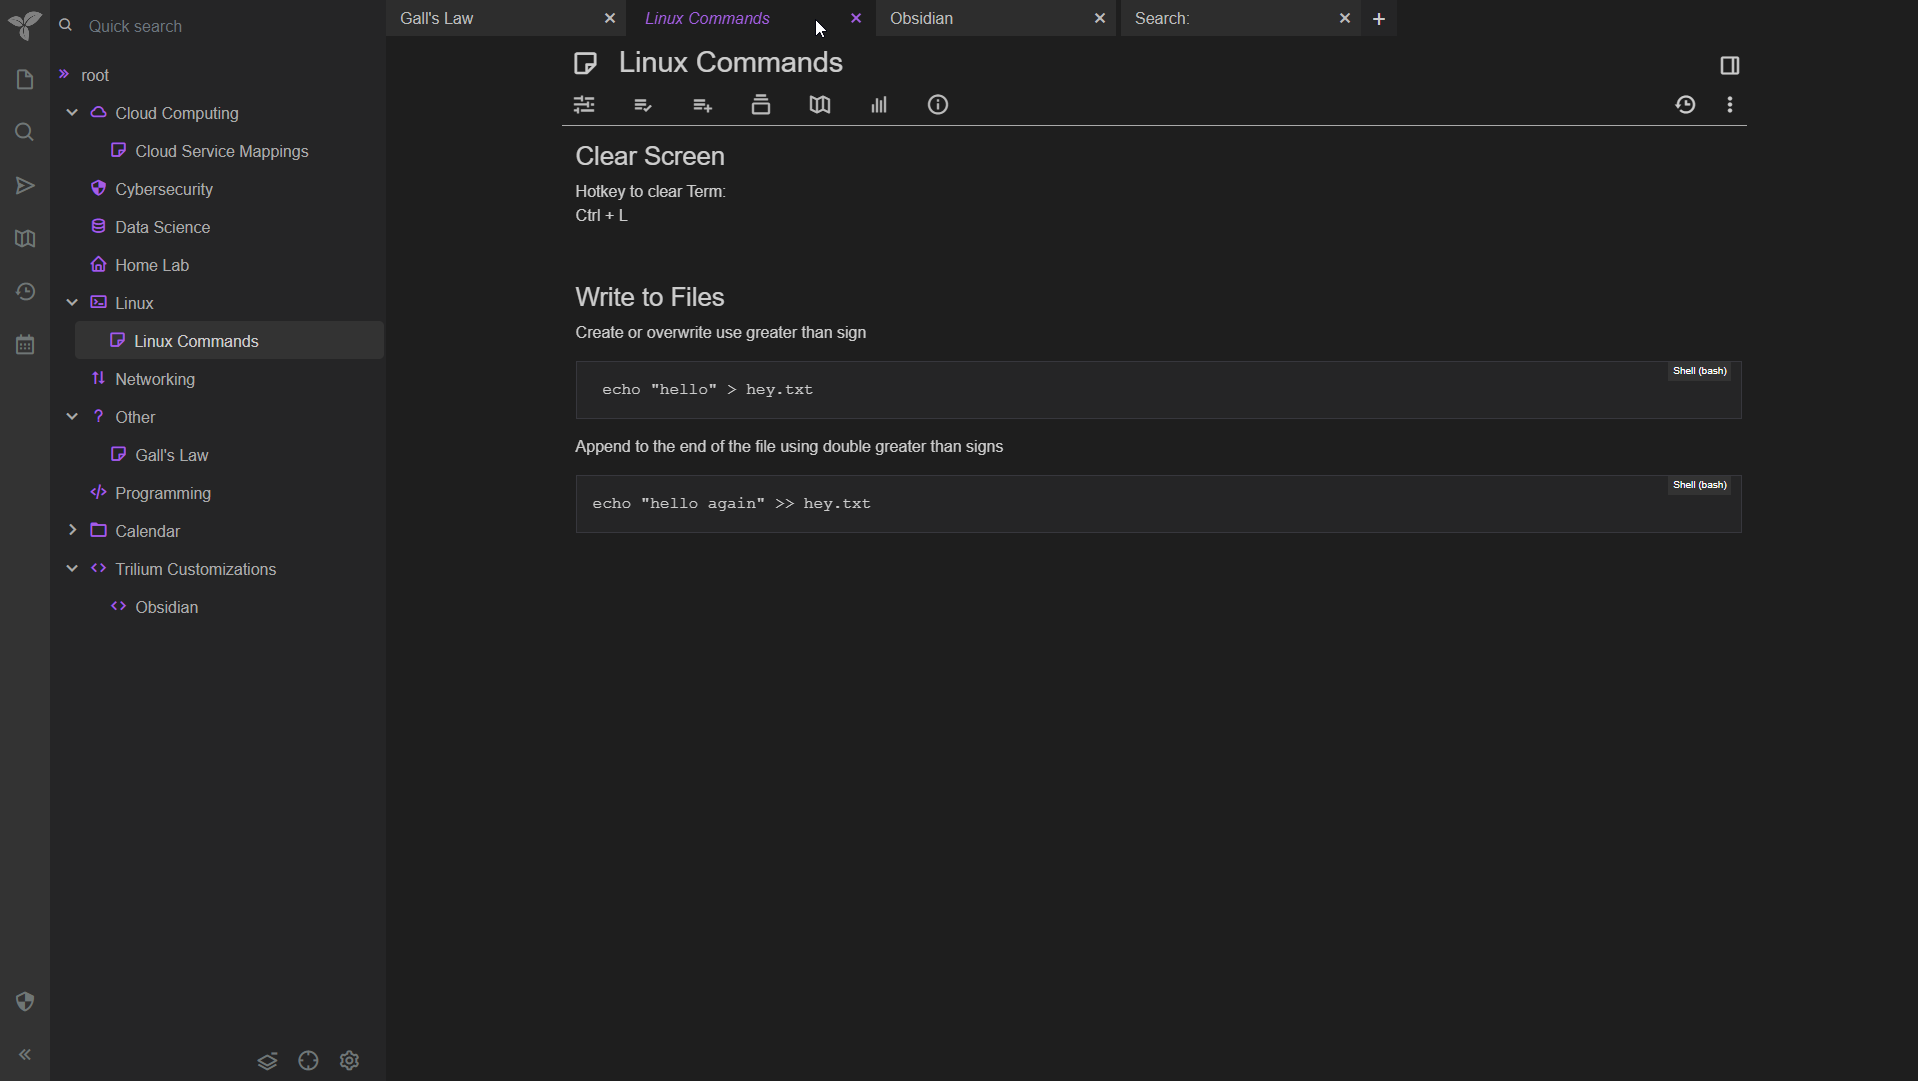 Quick search
root
Cloud Computing
Cloud Service Mappings
Cybersecurity
Data Science
Home Lab
Linux
Linux Commands
Networking
Other
Gall's Law
Programming
Calendar
Trilium Customizations
Obsidian
Gall's Law
Linux Commands
Obsidian
Search:
Linux Commands
Clear Screen
Hotkey to clear Term:
Ctrl + L
Write to Files
Create or overwrite use greater than sign
Shell (bash)
echo "hello" > hey.txt
Append to the end of the file using double greater than signs
Shell (bash)
echo "hello again" >> hey.txt